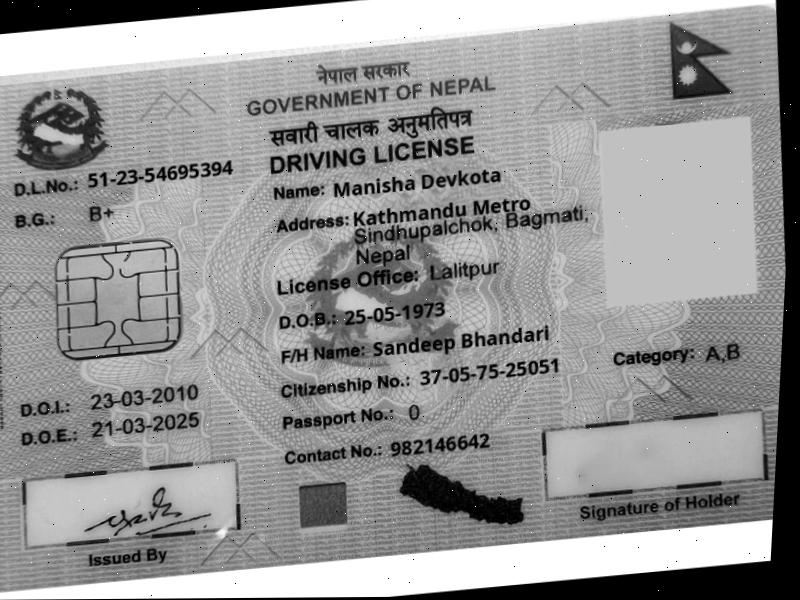 नेपाल सरकार
GOVERNMENT OF NEPAL
सवारी चालक अनुमतिपत्र
DRIVING LICENSE
D.L.No.: 51-23-54695394
B.G.: B+
Name: Manisha Devkota
Address: Kathmandu Metro
Sindhupalchok, Bagmati,
Nepal
License Office: Lalitpur
D.O.B.: 25-05-1973
F/H Name: Sandeep Bhandari
Citizenship No.: 37-05-75-25051
Category: A,B
D.O.I.: 23-03-2010
Passport No.: 0
D.O.E.: 21-03-2025
Contact No.: 982146642
Issued By
Signature of Holder